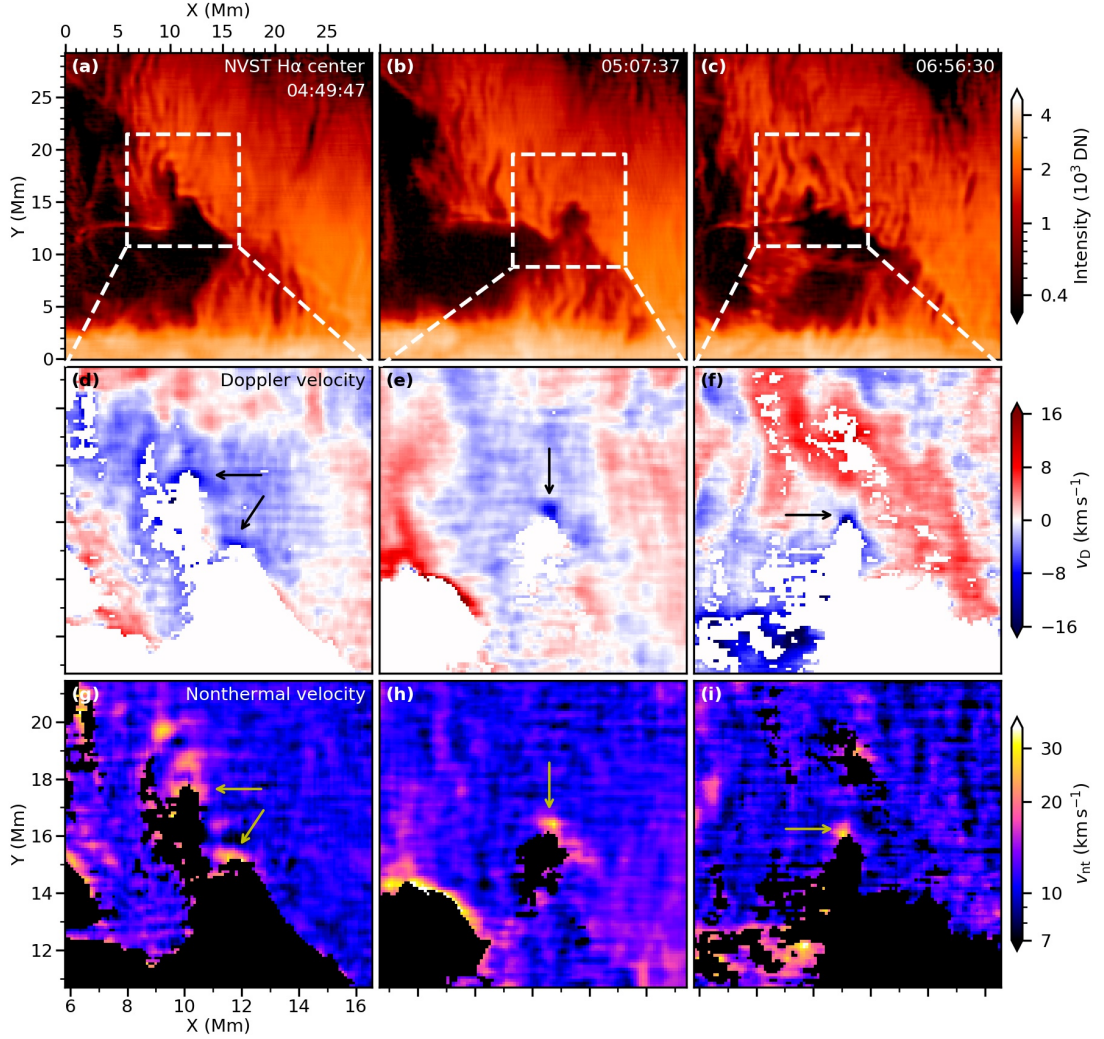 X (Mm)
0 5 10 15 20 25
(a) NVST Hα center
04:49:47
(b) 05:07:37
(c) 06:56:30
25
20
15
10
5
0
Y (Mm)
4
2
1
0.4
Intensity (10³ DN)
(d) Doppler velocity
(e)
(f)
16
8
0
−8
−16
v_D (km s⁻¹)
(g) Nonthermal velocity
(h)
(i)
20
18
16
14
12
Y (Mm)
30
20
10
7
v_nt (km s⁻¹)
6 8 10 12 14 16
X (Mm)